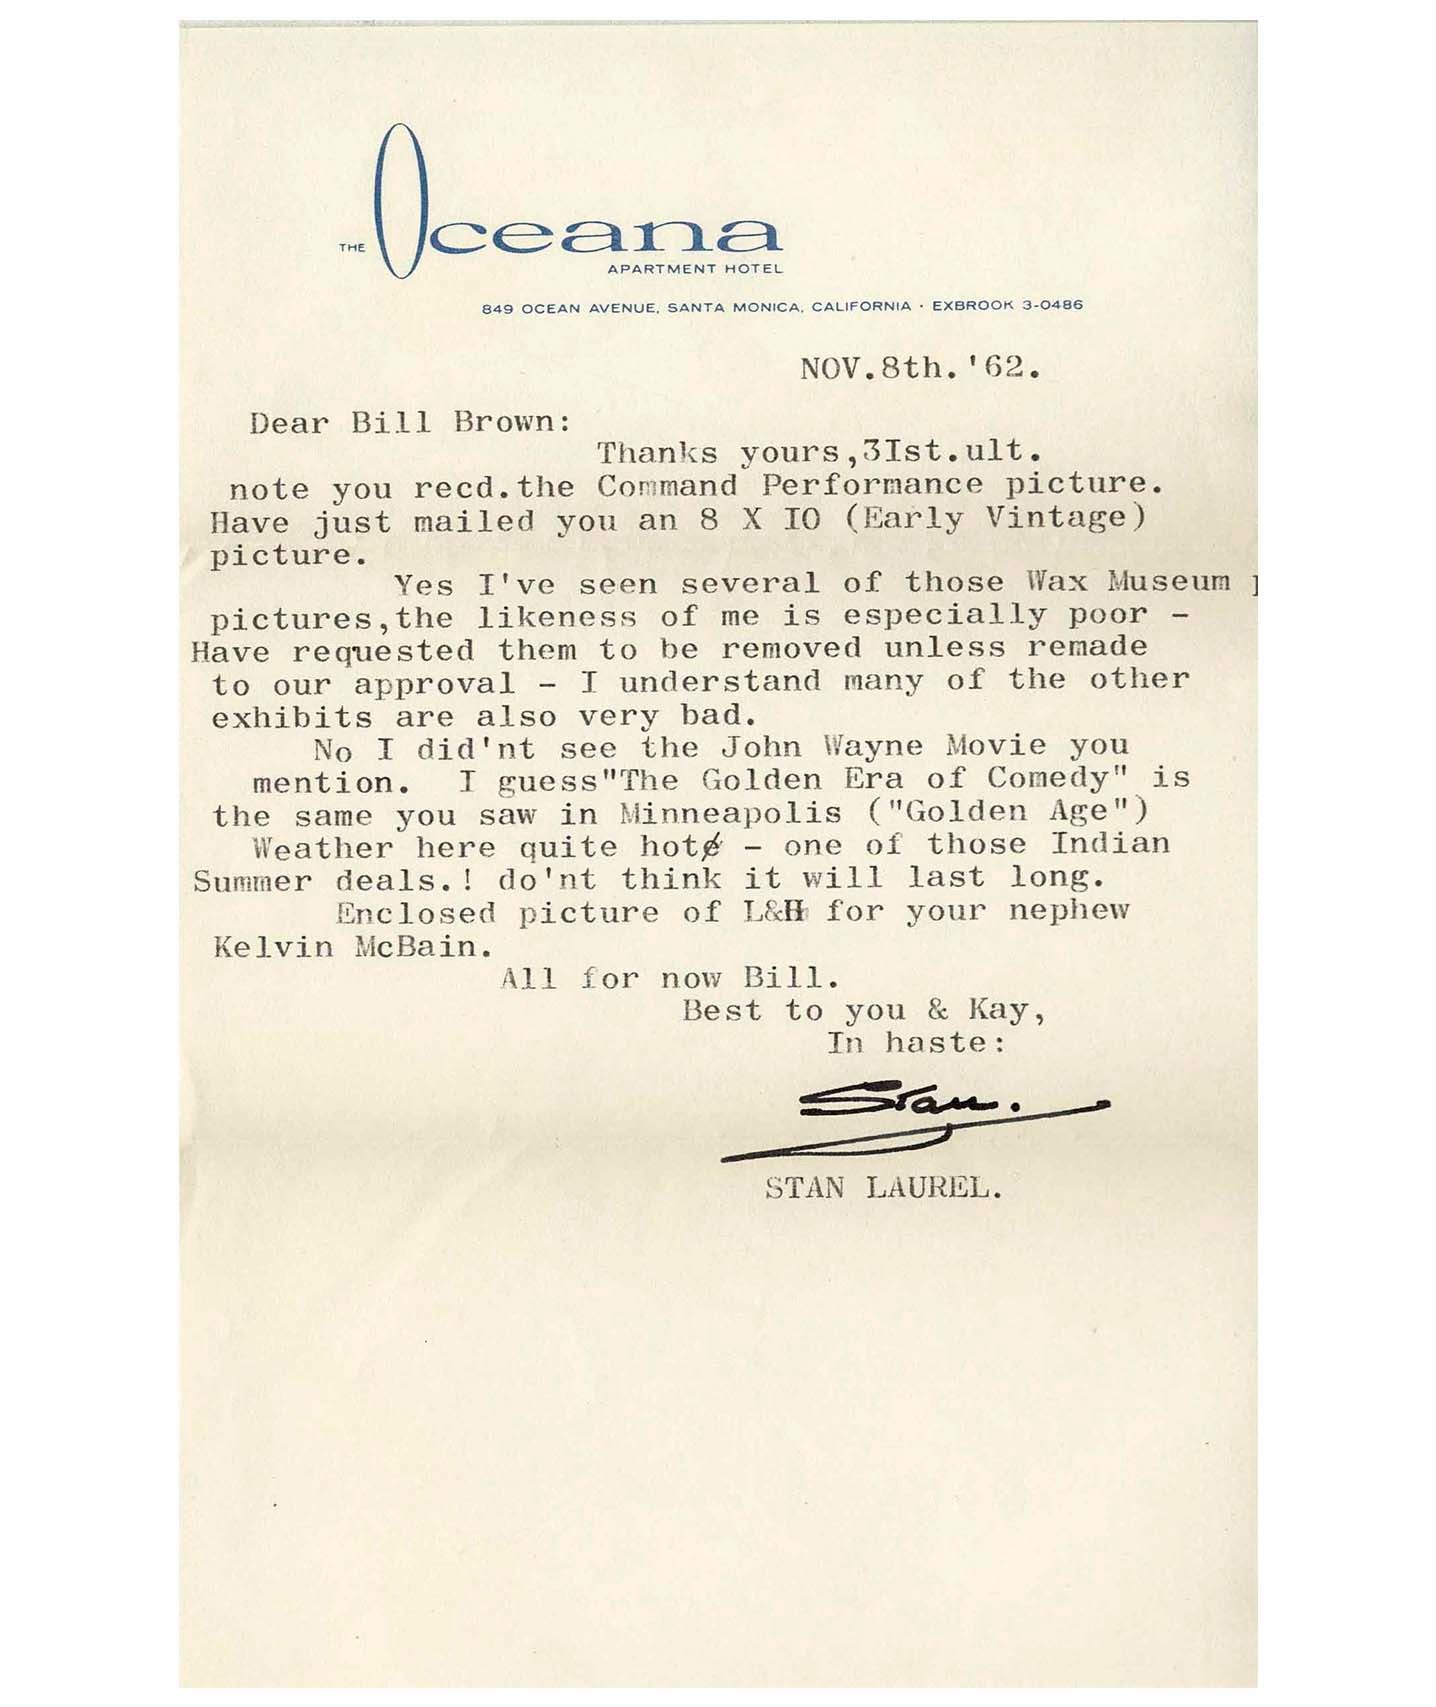 THE Oceana
APARTMENT HOTEL
849 OCEAN AVENUE, SANTA MONICA, CALIFORNIA · EXBROOK 3-0486
NOV.8th.'62.
Dear Bill Brown:
Thanks yours,3Ist.ult.
note you recd.the Command Performance picture.
Have just mailed you an 8 X IO (Early Vintage)
picture.
Yes I've seen several of those Wax Museum p
pictures,the likeness of me is especially poor -
Have requested them to be removed unless remade
to our approval - I understand many of the other
exhibits are also very bad.
No I did'nt see the John Wayne Movie you
mention. I guess"The Golden Era of Comedy" is
the same you saw in Minneapolis ("Golden Age")
Weather here quite hot - one of those Indian
Summer deals.! do'nt think it will last long.
Enclosed picture of L&H for your nephew
Kelvin McBain.
All for now Bill.
Best to you & Kay,
In haste:
Stan.
STAN LAUREL.